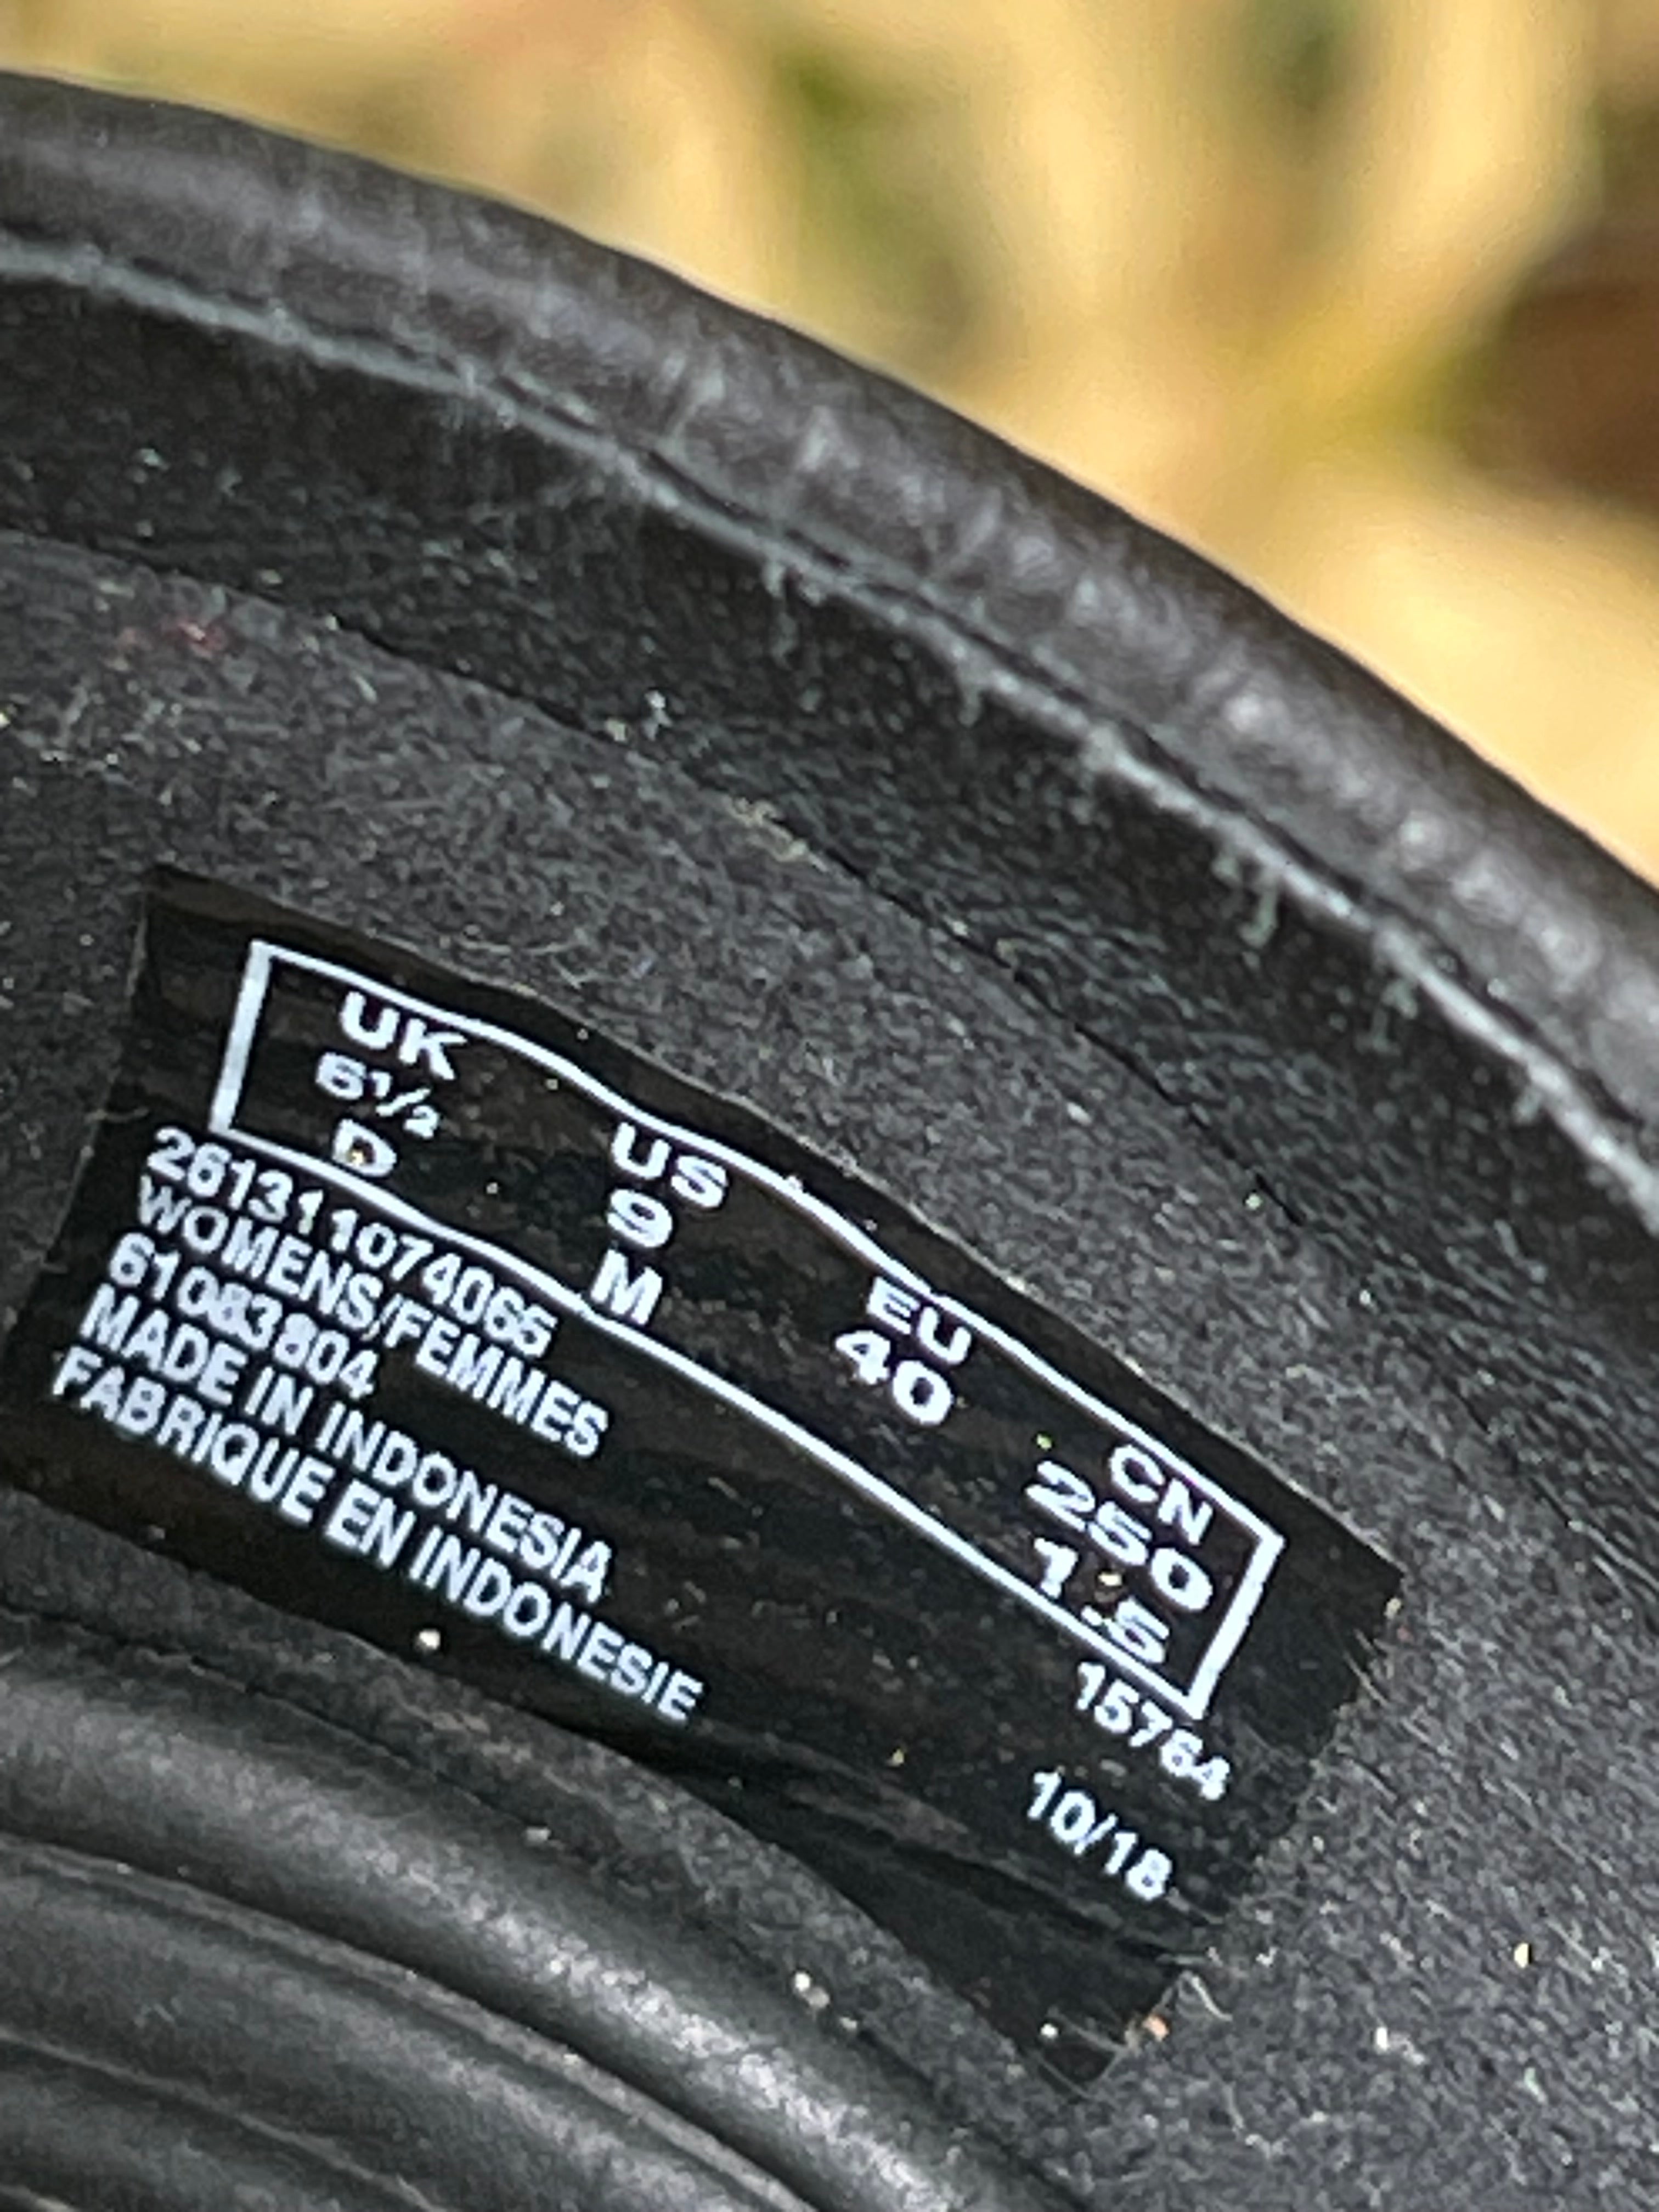 UK US EU CN
6½ 9 40 250
D M 1.5
261311074065 15764
WOMENS/FEMMES
61083804 10/18
MADE IN INDONESIA
FABRIQUE EN INDONESIE